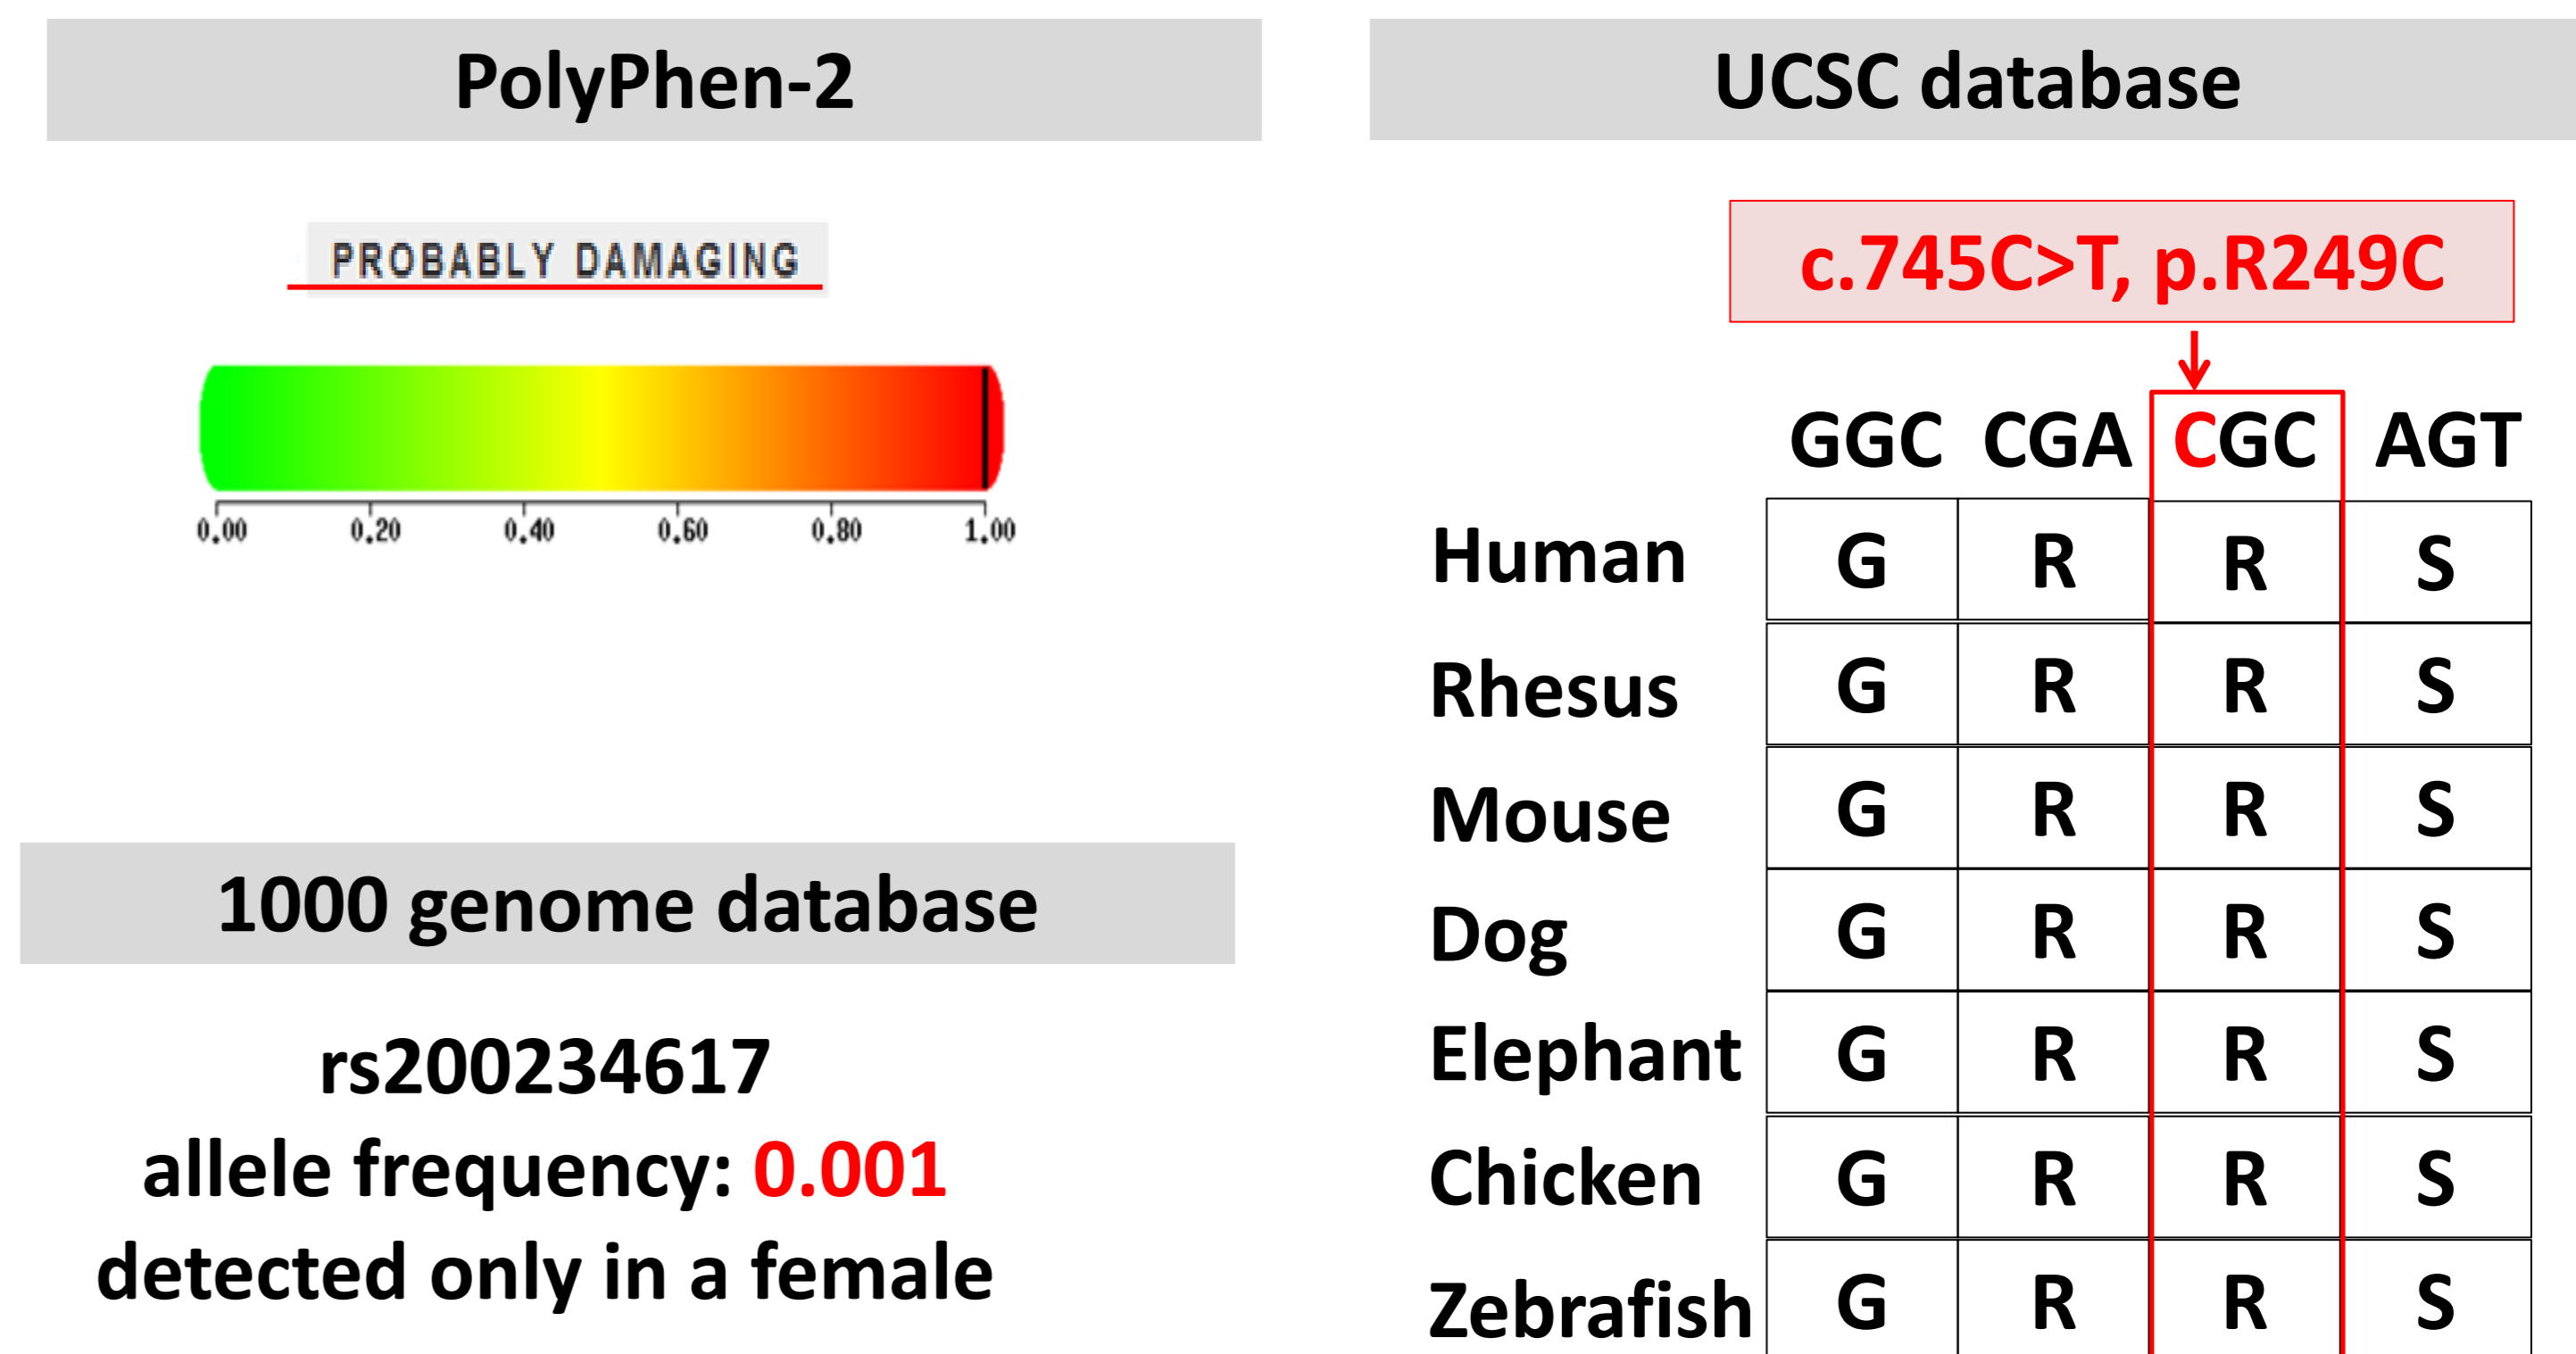 PolyPhen-2
PROBABLY DAMAGING
0.00 0.20 0.40 0.60 0.80 1.00
1000 genome database
rs200234617
allele frequency: 0.001
detected only in a female
UCSC database
c.745C>T, p.R249C
GGC CGA CGC AGT
Human G R R S
Rhesus G R R S
Mouse G R R S
Dog G R R S
Elephant G R R S
Chicken G R R S
Zebrafish G R R S